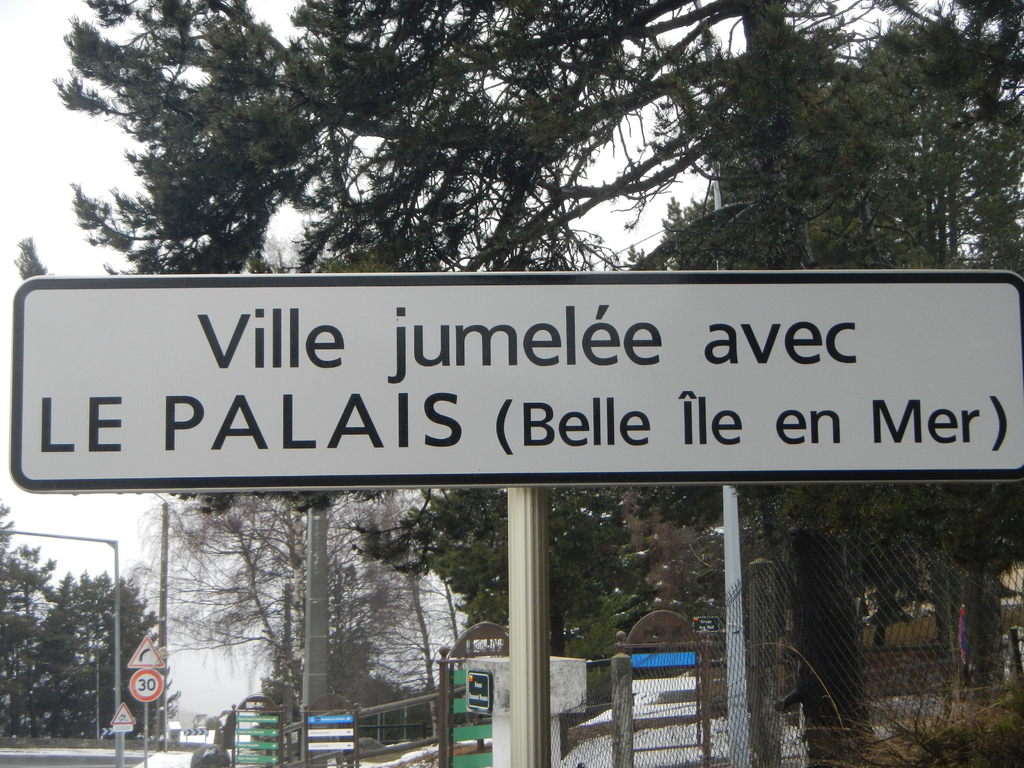 Ville jumelée avec
LE PALAIS (Belle Île en Mer)
30